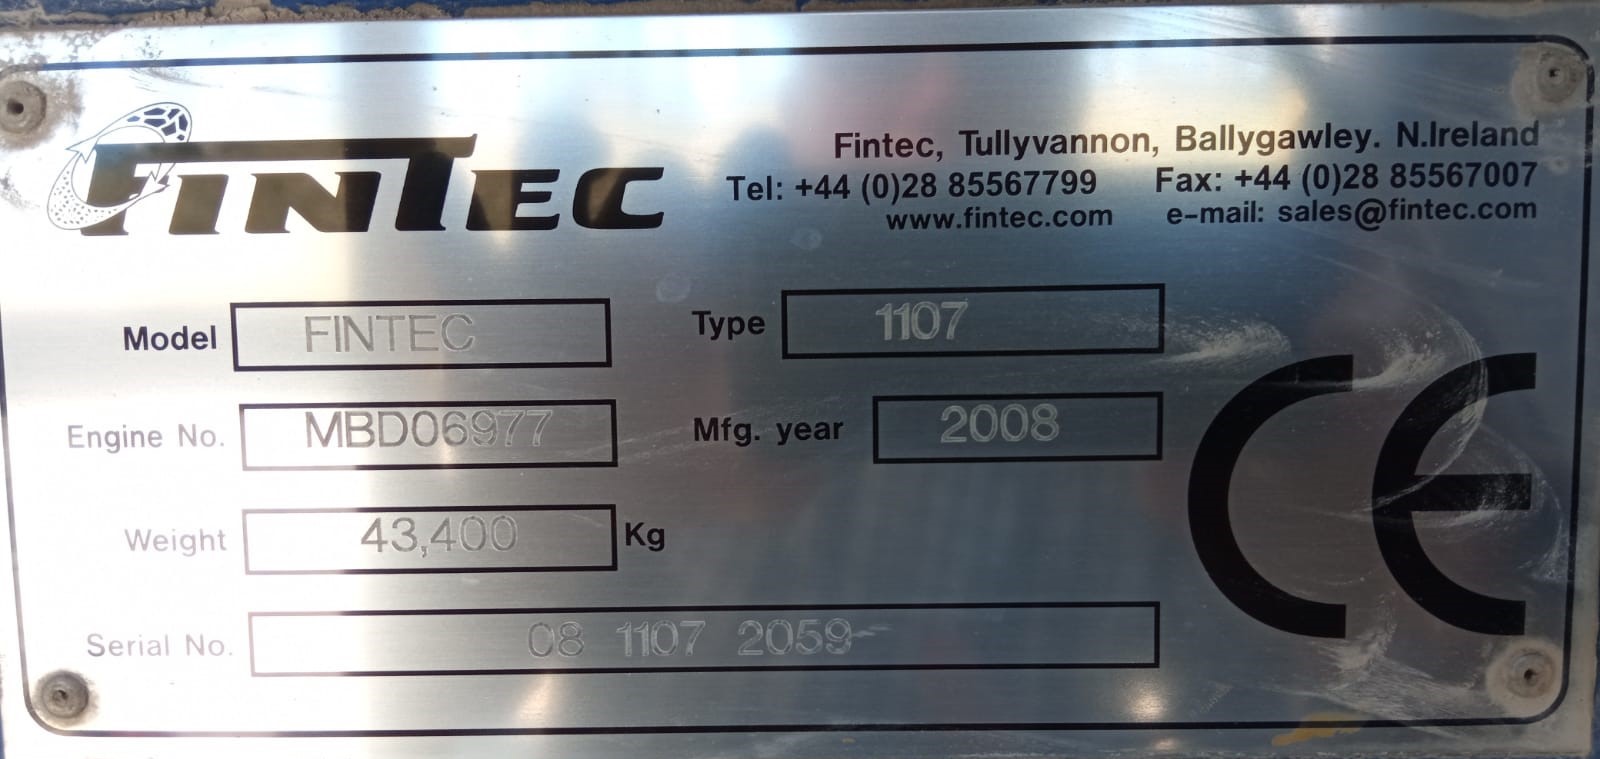 FINTEC
Fintec, Tullyvannon, Ballygawley. N.Ireland
Tel: +44 (0)28 85567799 Fax: +44 (0)28 85567007
www.fintec.com e-mail: sales@fintec.com
Model FINTEC Type 1107
Engine No. MBD06977 Mfg. year 2008
Weight 43,400 Kg
Serial No. 08 1107 2059
CE